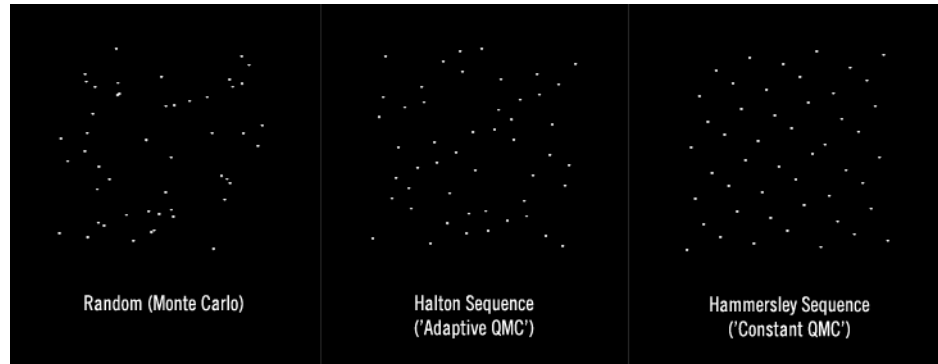 Random (Monte Carlo)
Halton Sequence
('Adaptive QMC')
Hammersley Sequence
('Constant QMC')